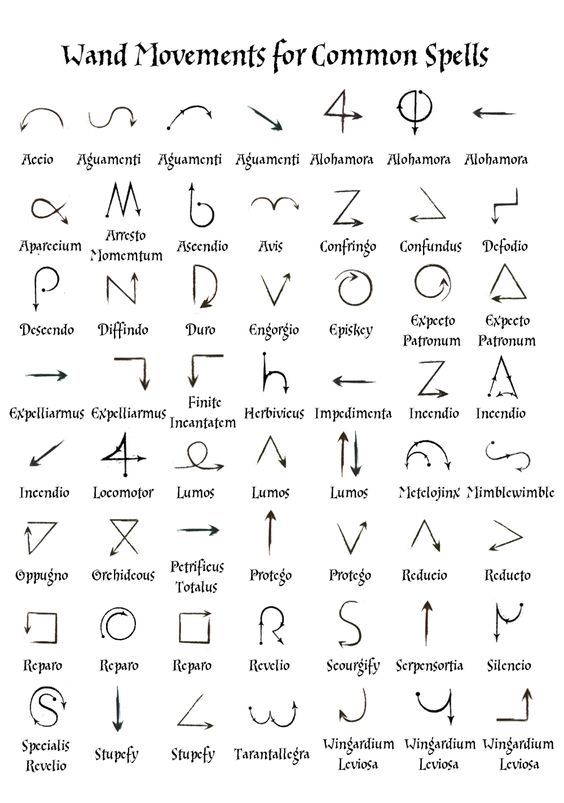 Wand Movements for Common Spells
Accio Aguamenti Aguamenti Aguamenti Alohamora Alohamora Alohamora
Aparecium
Arresto
Momemtum
Ascendio Avis Confringo Confundus Defodio
Descendo Diffindo Duro Engorgio Episkey
Expecto
Patronum
Expecto
Patronum
Expelliarmus Expelliarmus
Finite
Incantatem
Herbivicus Impedimenta Incendio Incendio
Incendio Locomotor Lumos Lumos Lumos Metelojinx Mimblewimble
Oppugno Orchideous
Petrificus
Totalus
Protego Protego Reducio Reducto
Reparo Reparo Reparo Revelio Scourgify Serpensortia Silencio
Specialis
Revelio
Stupefy Stupefy Tarantallegra
Wingardium
Leviosa
Wingardium
Leviosa
Wingardium
Leviosa